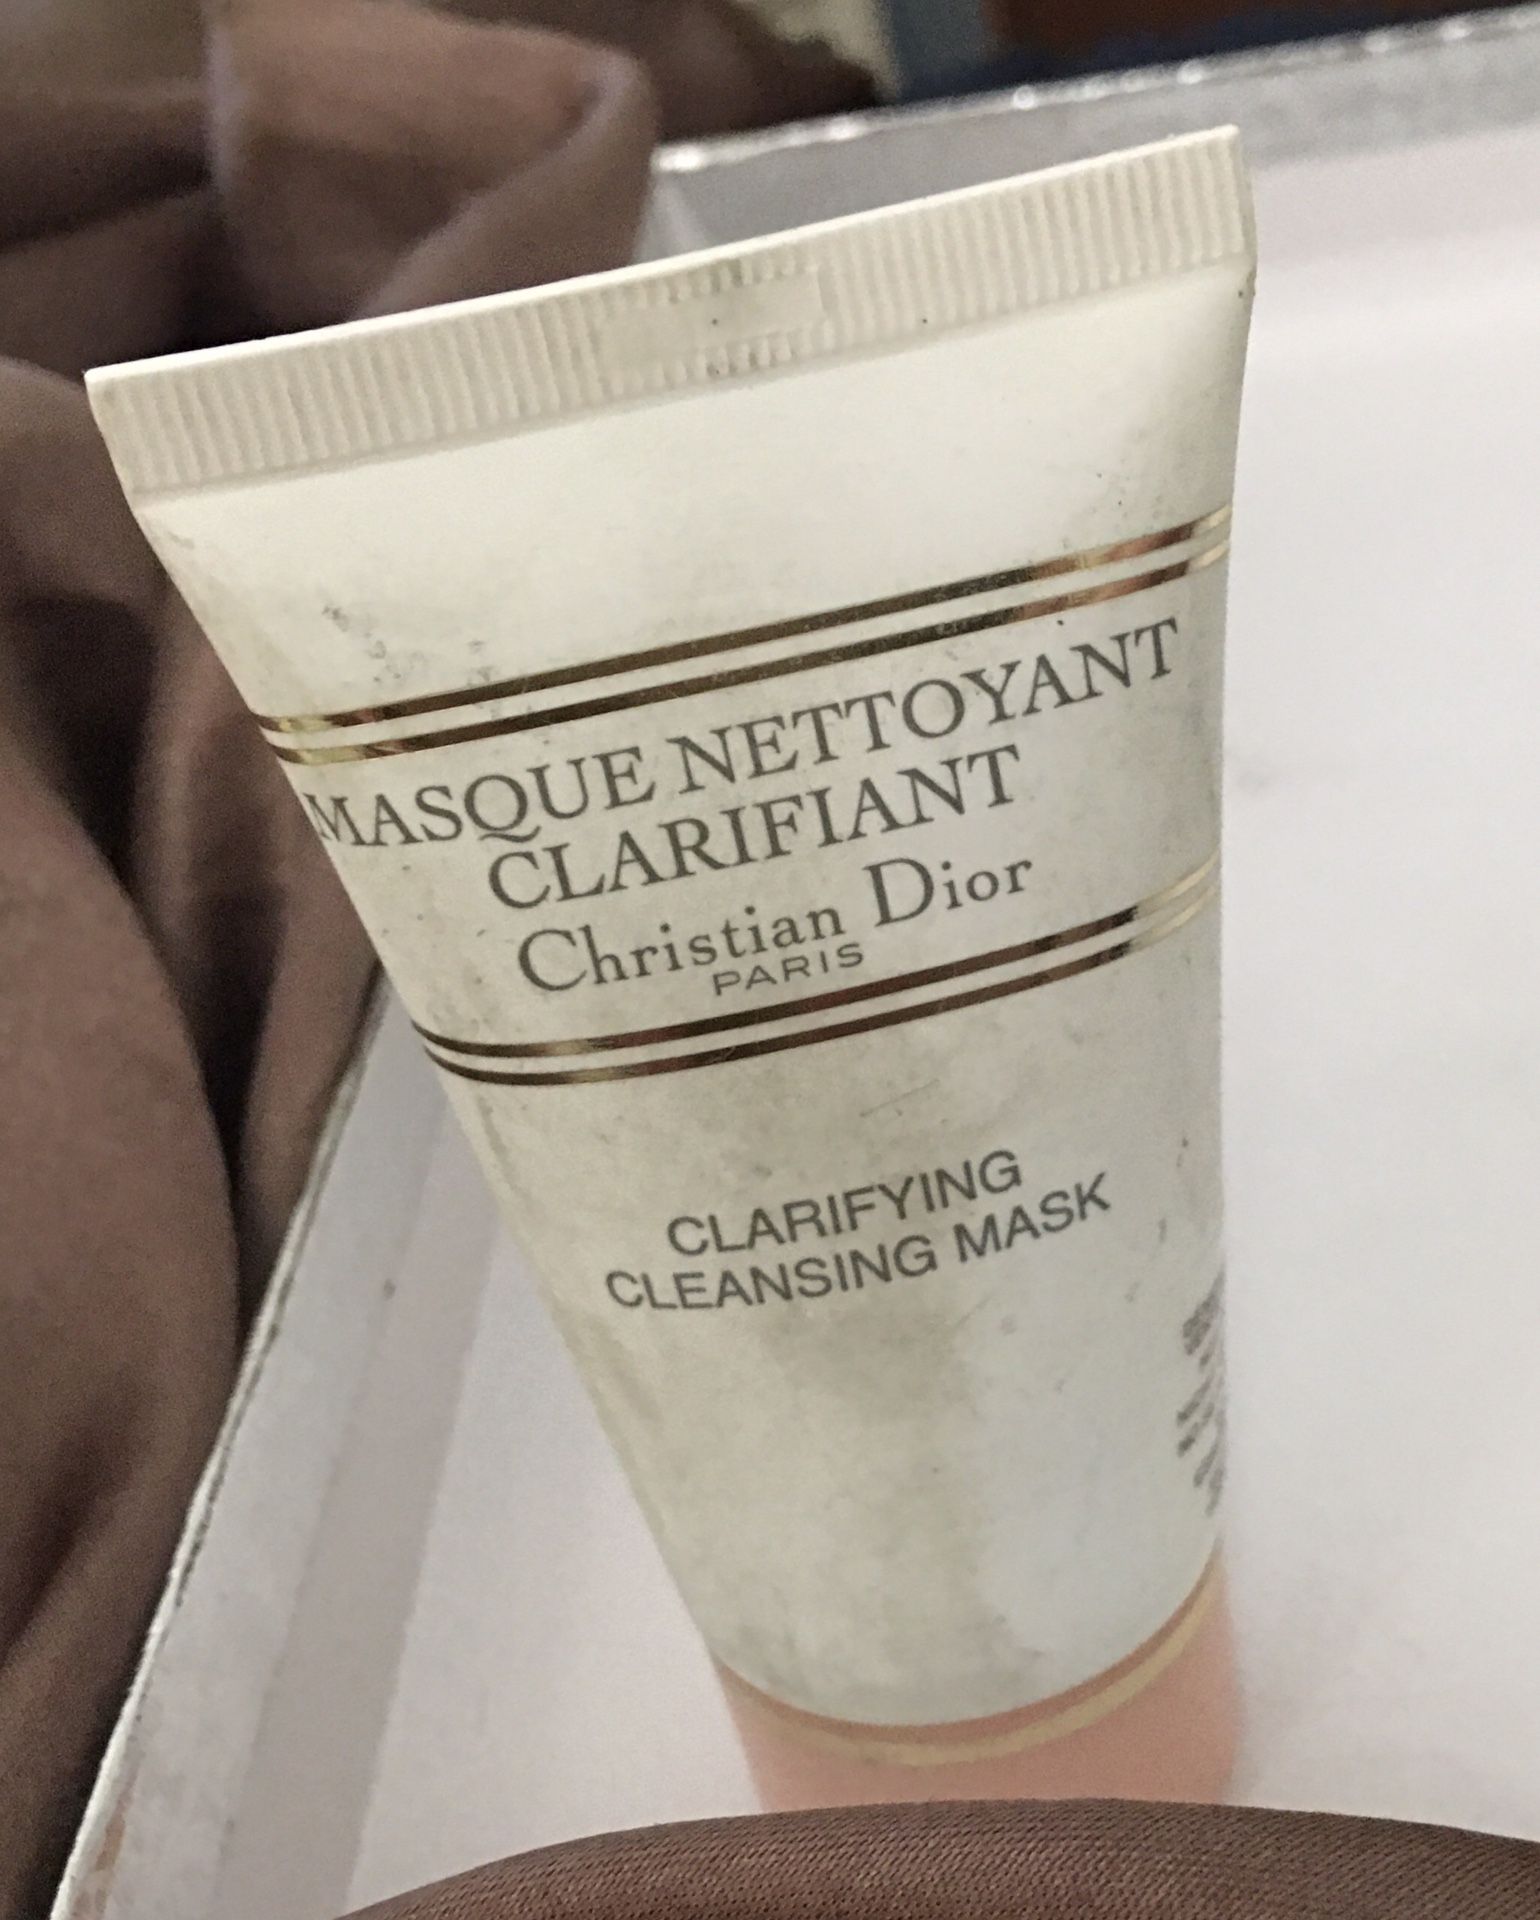 MASQUE NETTOYANT
CLARIFIANT
Christian Dior
PARIS
CLARIFYING
CLEANSING MASK